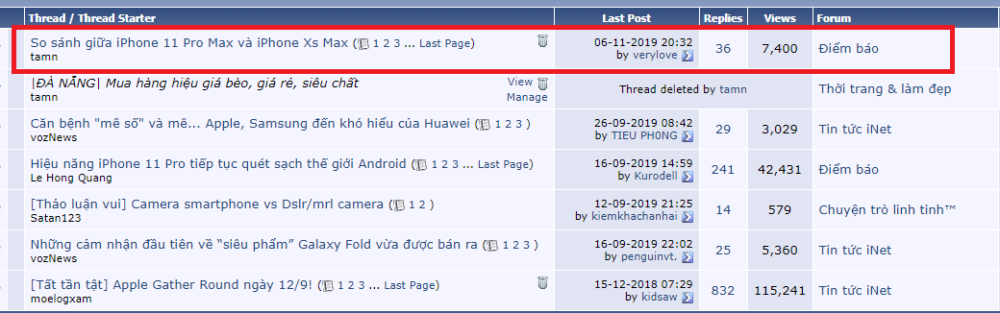 Thread / Thread Starter Last Post Replies Views Forum
So sánh giữa iPhone 11 Pro Max và iPhone Xs Max ( 1 2 3 ... Last Page) 06-11-2019 20:32 36 7,400 Điểm báo
tamn by verylove
|ĐÀ NẴNG| Mua hàng hiệu giá bèo, giá rẻ, siêu chất View Thread deleted by tamn Thời trang & làm đẹp
tamn Manage
Căn bệnh "mê số" và mê... Apple, Samsung đến khó hiểu của Huawei ( 1 2 3 ) 26-09-2019 08:42 29 3,029 Tin tức iNet
vozNews by TIEU PH0NG
Hiệu năng iPhone 11 Pro tiếp tục quét sạch thế giới Android ( 1 2 3 ... Last Page) 16-09-2019 14:59 241 42,431 Điểm báo
Le Hong Quang by Kurodell
[Thảo luận vui] Camera smartphone vs Dslr/mrl camera ( 1 2 ) 12-09-2019 21:25 14 579 Chuyện trò linh tinh™
Satan123 by kiemkhachanhai
Những cảm nhận đầu tiên về “siêu phẩm” Galaxy Fold vừa được bán ra ( 1 2 3 ) 16-09-2019 22:02 25 5,360 Tin tức iNet
vozNews by penguinvt.
[Tất tần tật] Apple Gather Round ngày 12/9! ( 1 2 3 ... Last Page) 15-12-2018 07:29 832 115,241 Tin tức iNet
moelogxam by kidsaw